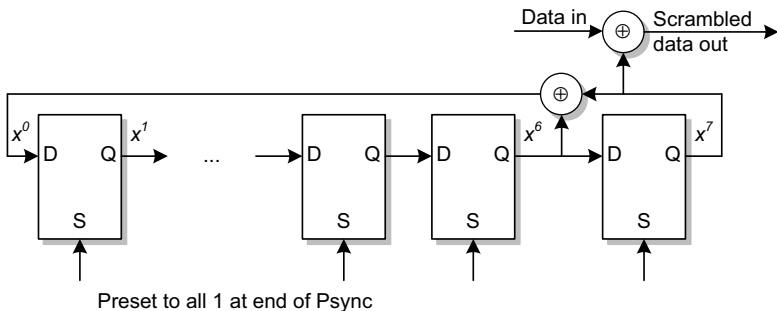 Data in ⊕ Scrambled
data out
⊕
x⁰ x¹ x⁶ x⁷
D Q ... D Q D Q D Q
S S S S
Preset to all 1 at end of Psync